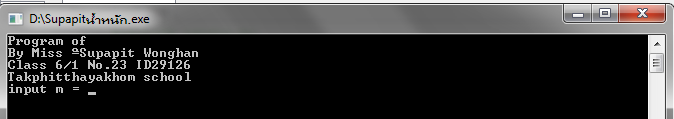 D:\Supapitน้ำหนัก.exe
Program of
By Miss ªSupapit Wonghan
Class 6/1 No.23 ID29126
Takphitthayakhom school
input m = _